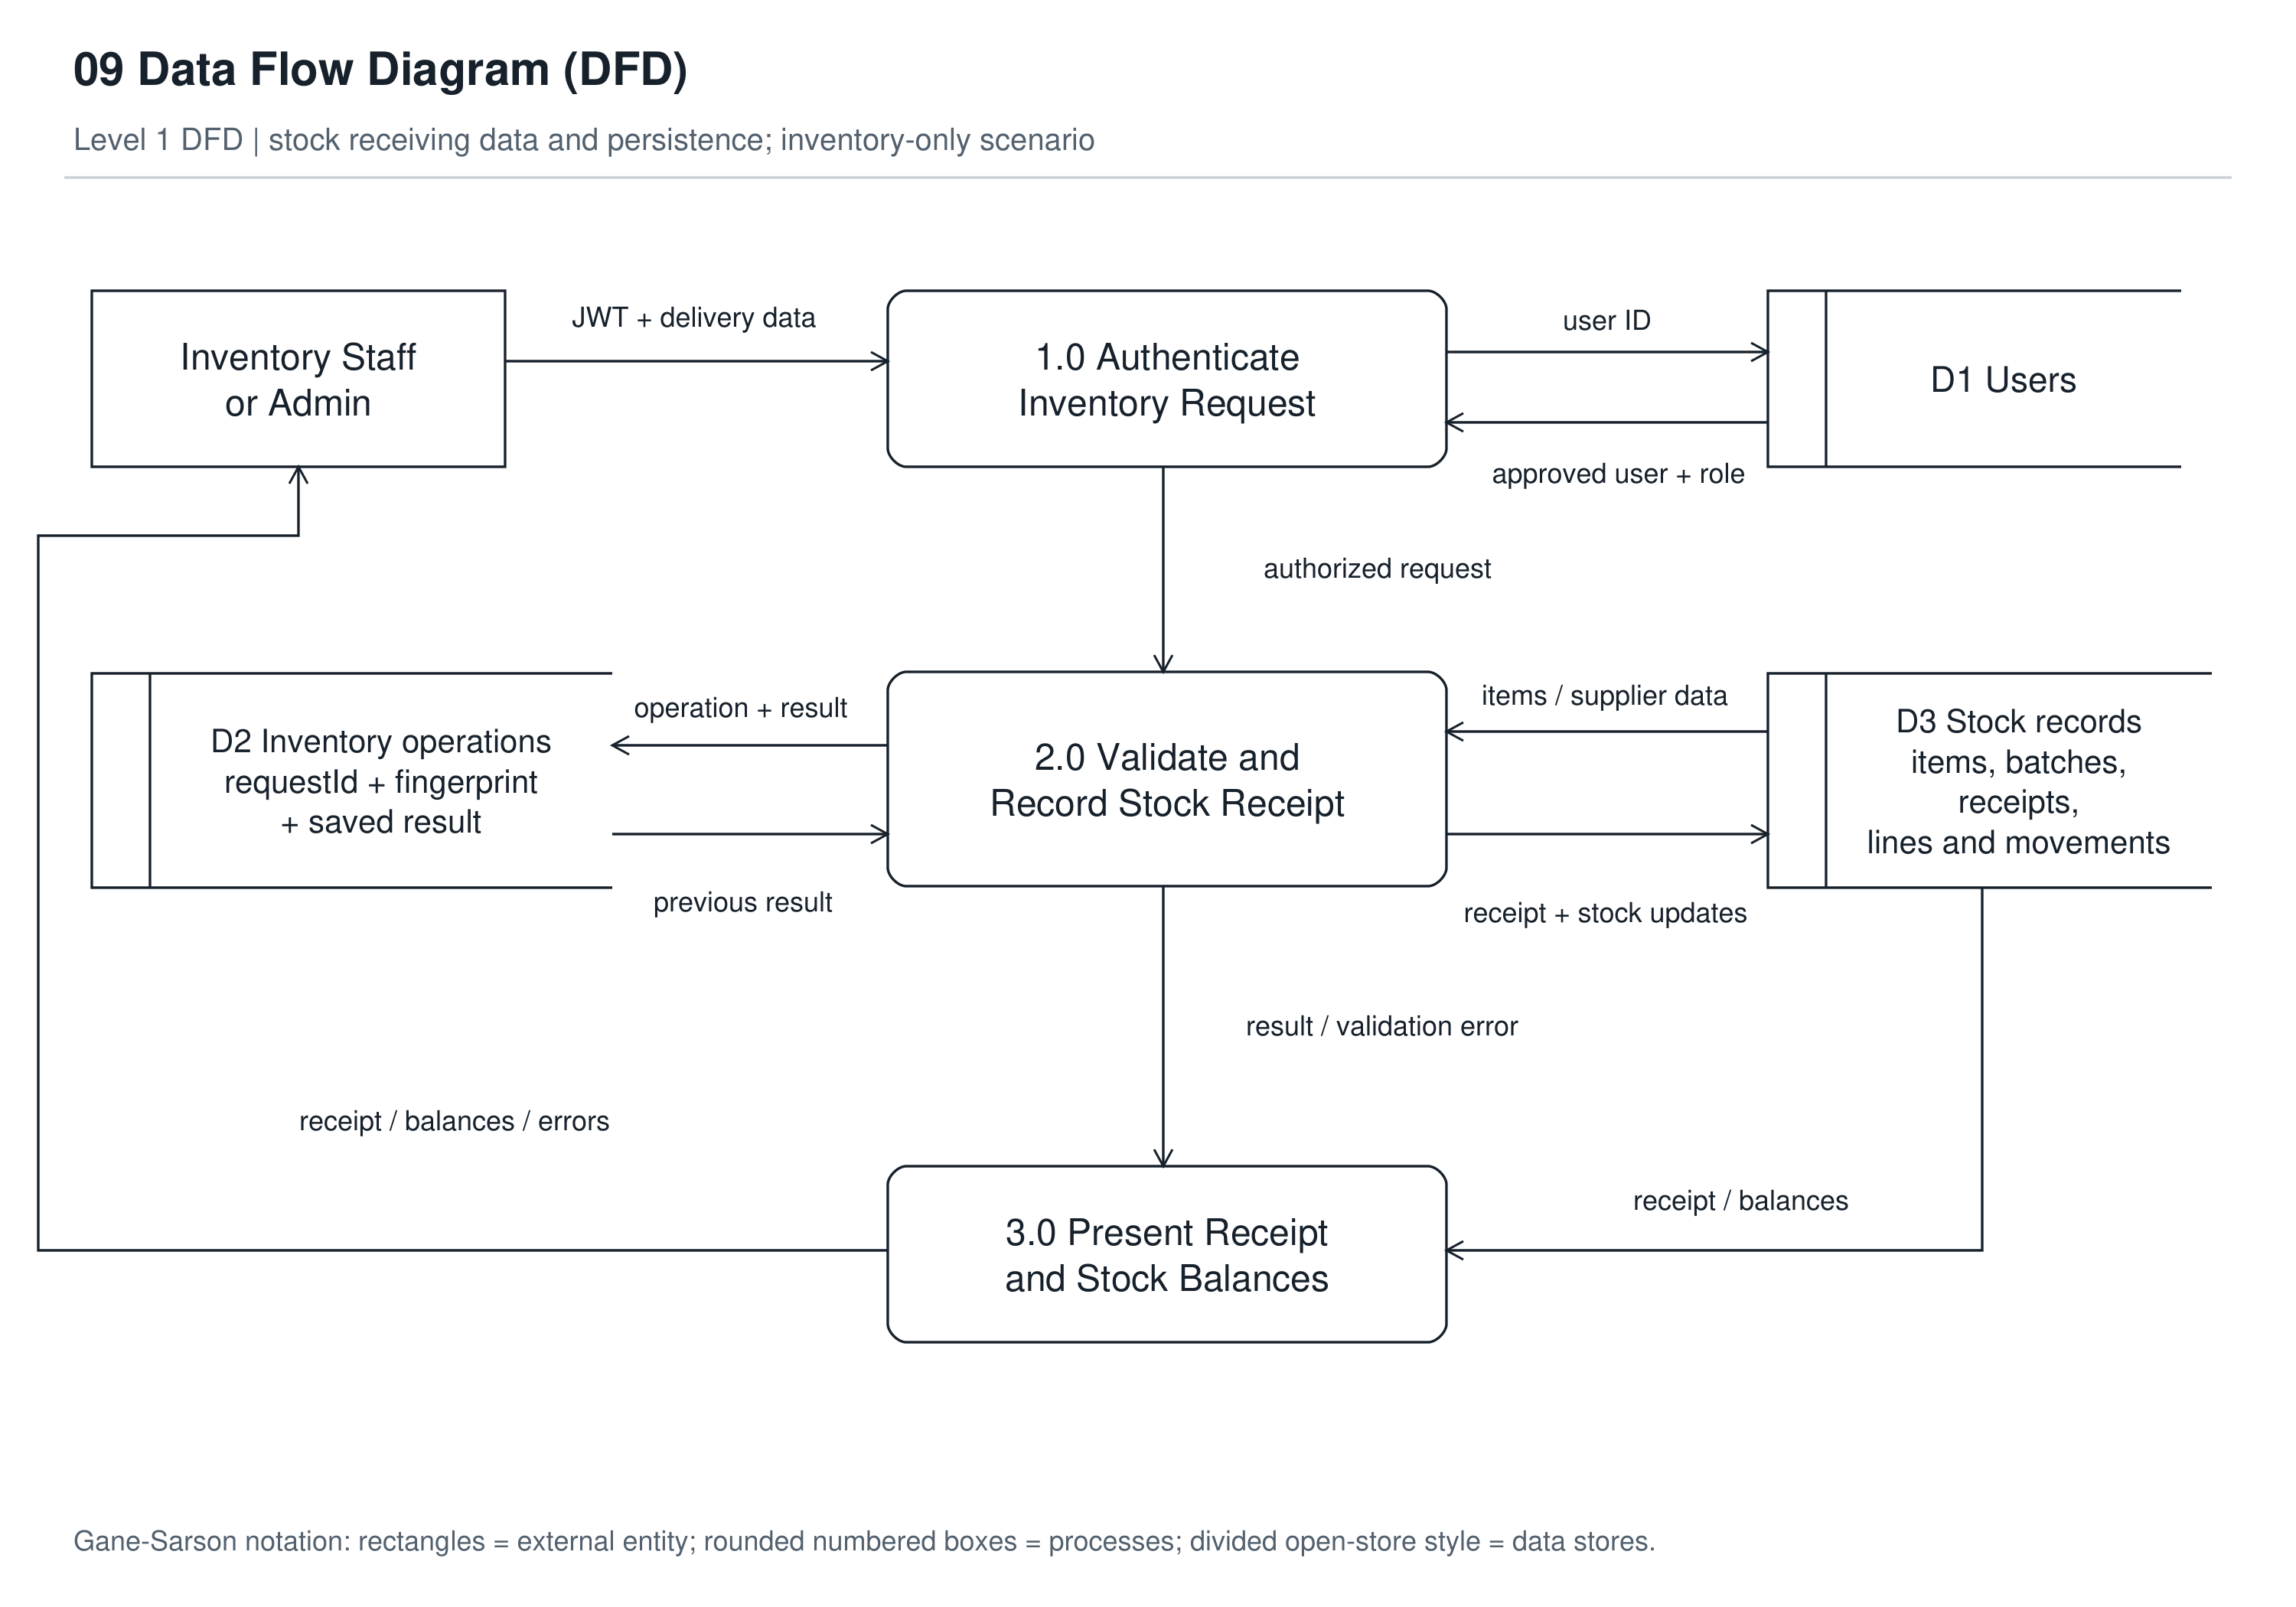 09 Data Flow Diagram (DFD)
Level 1 DFD | stock receiving data and persistence; inventory-only scenario
Inventory Staff
or Admin
JWT + delivery data
1.0 Authenticate
Inventory Request
user ID
approved user + role
D1 Users
authorized request
D2 Inventory operations
requestId + fingerprint
+ saved result
operation + result
previous result
2.0 Validate and
Record Stock Receipt
items / supplier data
receipt + stock updates
D3 Stock records
items, batches,
receipts,
lines and movements
result / validation error
receipt / balances / errors
3.0 Present Receipt
and Stock Balances
receipt / balances
Gane-Sarson notation: rectangles = external entity; rounded numbered boxes = processes; divided open-store style = data stores.